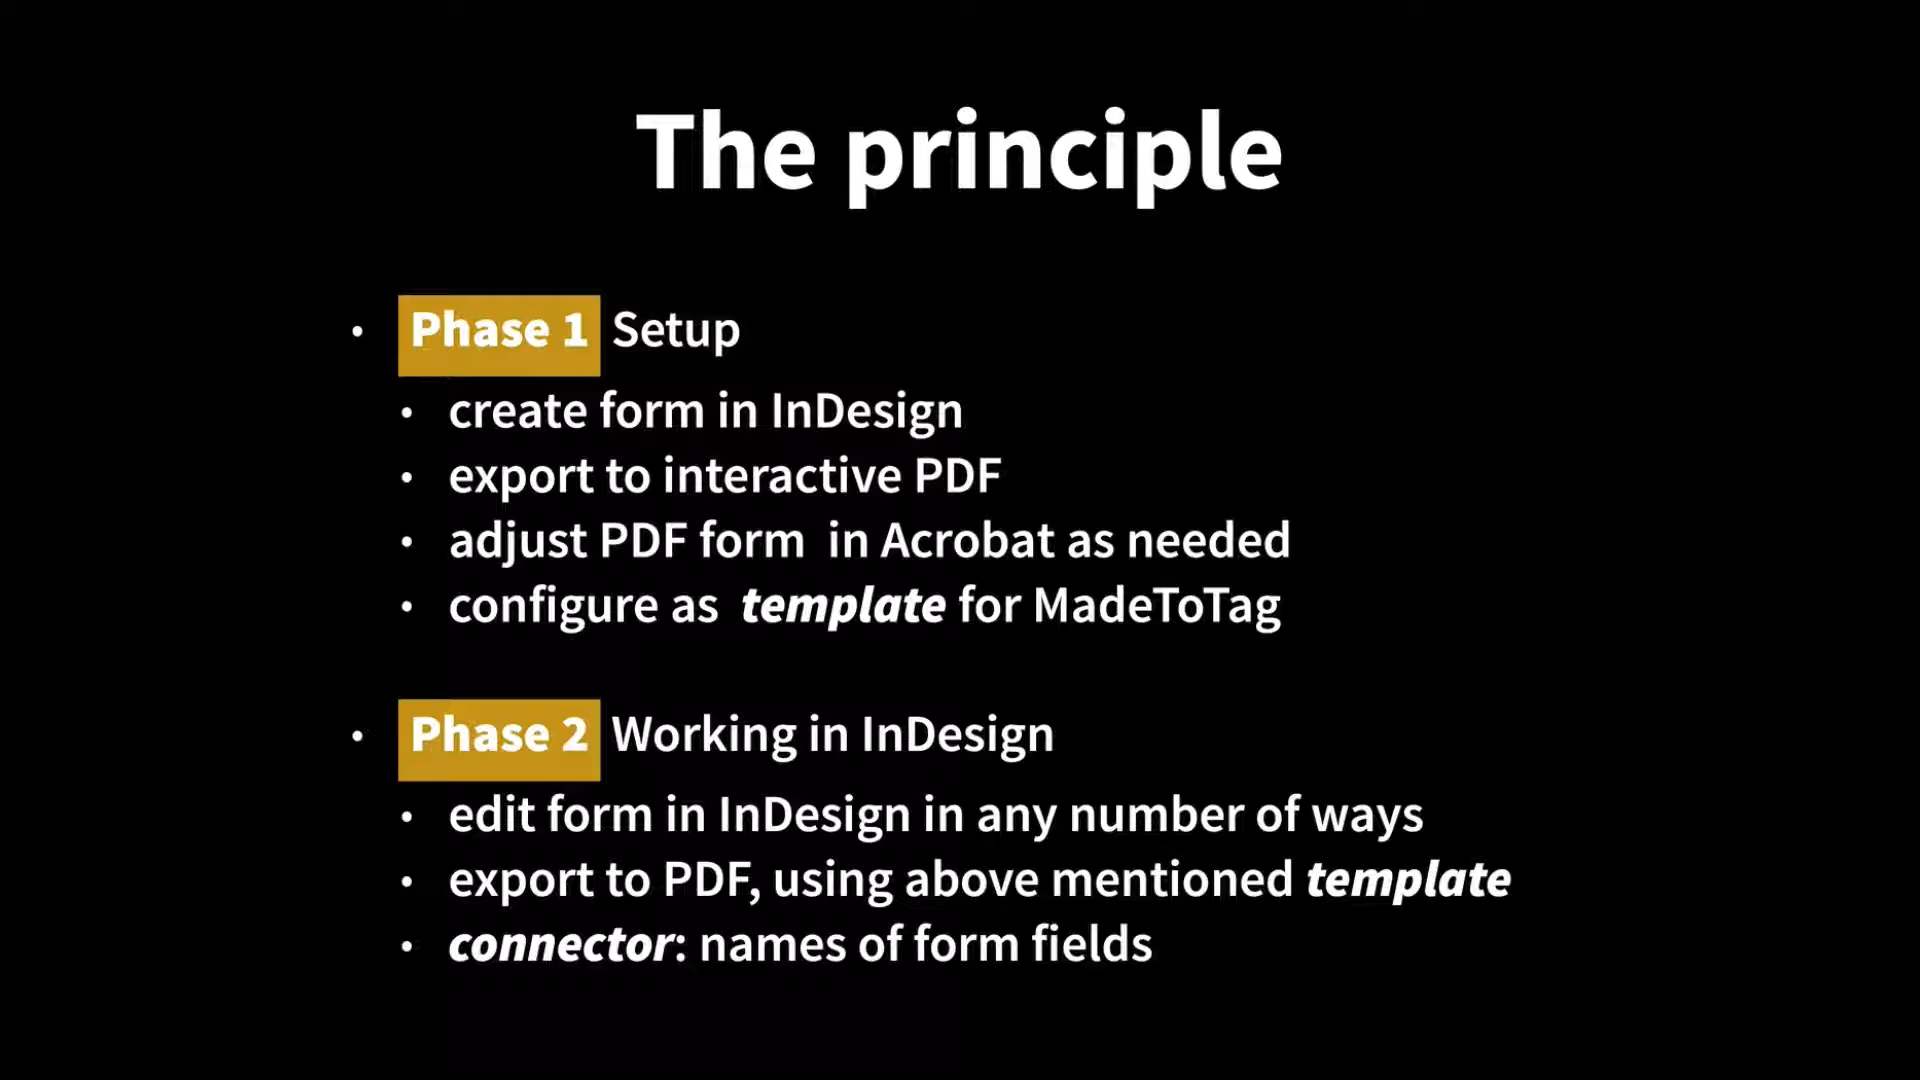 The principle
• Phase 1 Setup
• create form in InDesign
• export to interactive PDF
• adjust PDF form in Acrobat as needed
• configure as template for MadeToTag
• Phase 2 Working in InDesign
• edit form in InDesign in any number of ways
• export to PDF, using above mentioned template
• connector: names of form fields